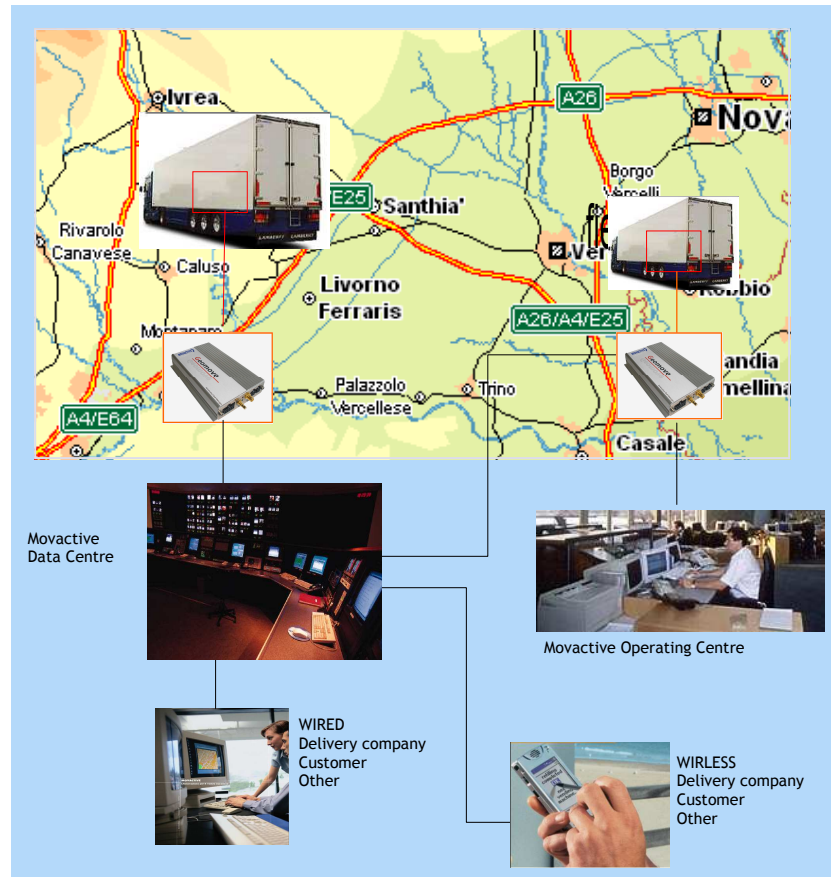 Ivrea
A26
Nova
Borgo
Vercelli
E25
Santhia'
Rivarolo
Canavese
Caluso
Ver
Robbio
Livorno
Ferraris
A26/A4/E25
Montanaro
andia
mellina
Geomove
Geomove
Palazzolo
Vercellese
Trino
A4/E64
Casale
Movactive
Data Centre
Movactive Operating Centre
WIRED
Delivery company
Customer
Other
WIRLESS
Delivery company
Customer
Other